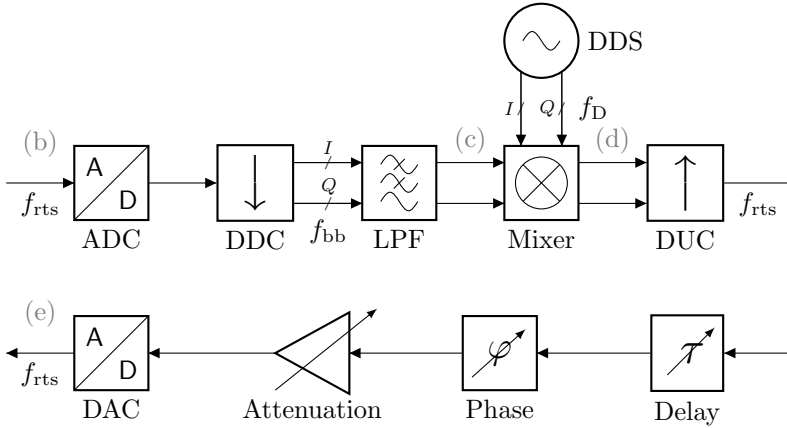 DDS
I Q f_D
(b) (c) (d)
I
A
D
Q
f_rts f_bb f_rts
ADC DDC LPF Mixer DUC
(e)
A
D
φ τ
f_rts
DAC Attenuation Phase Delay